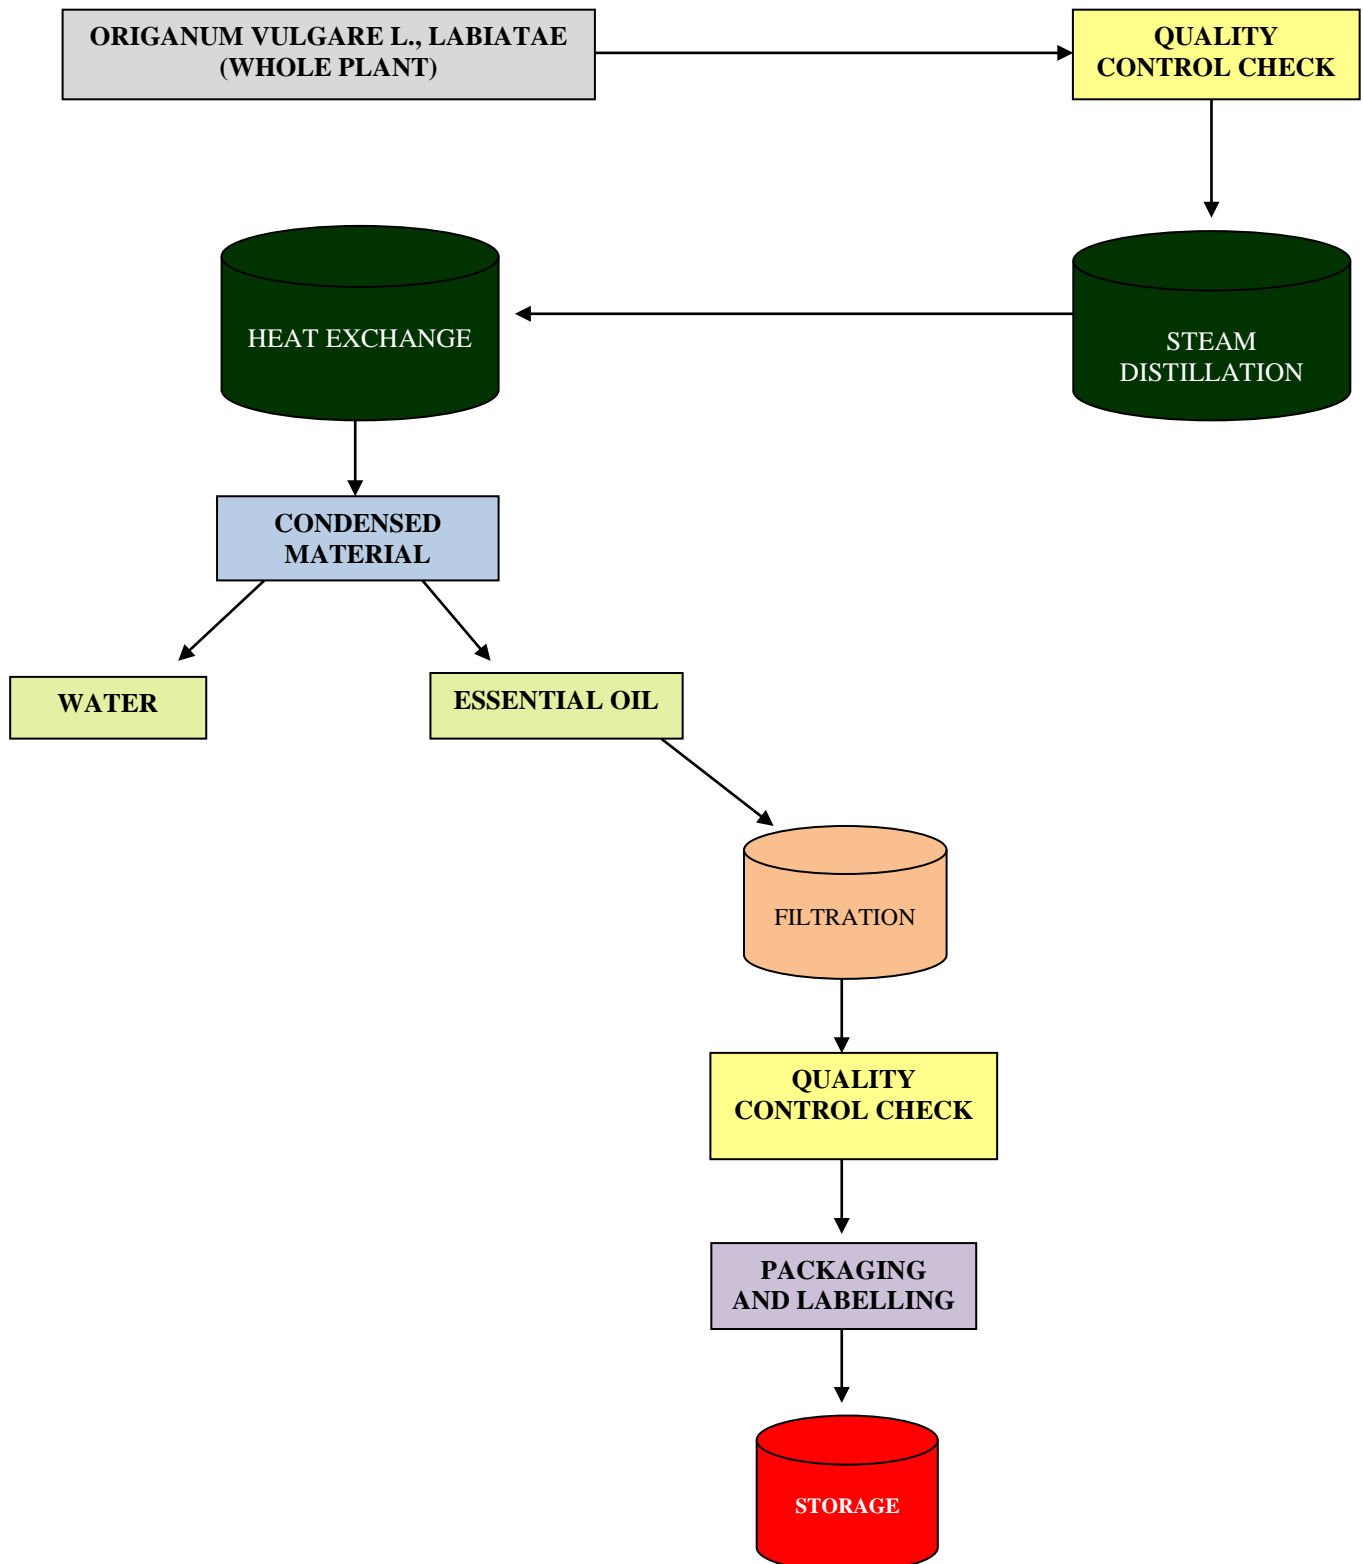 ORIGANUM VULGARE L., LABIATAE
(WHOLE PLANT)
QUALITY
CONTROL CHECK
HEAT EXCHANGE
STEAM
DISTILLATION
CONDENSED
MATERIAL
WATER
ESSENTIAL OIL
FILTRATION
QUALITY
CONTROL CHECK
PACKAGING
AND LABELLING
STORAGE